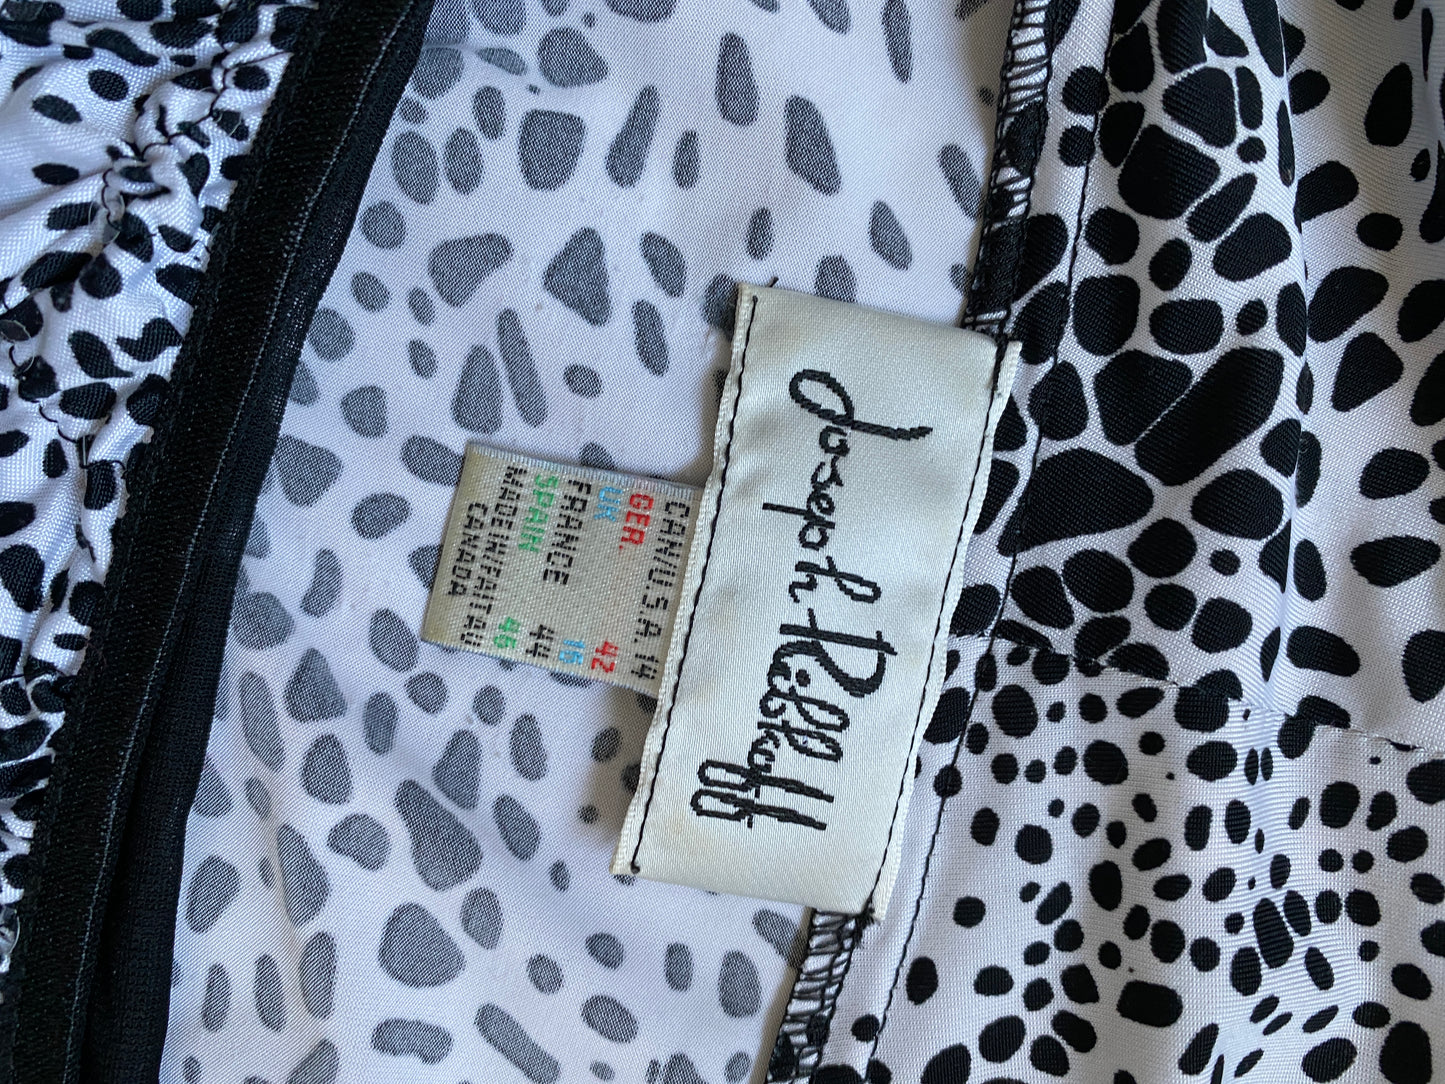 Joseph Ribkoff
CAN/U.S.A. 14
GER. 42
UK 16
FRANCE 44
SPAIN 46
MADE IN/FAIT AU
CANADA